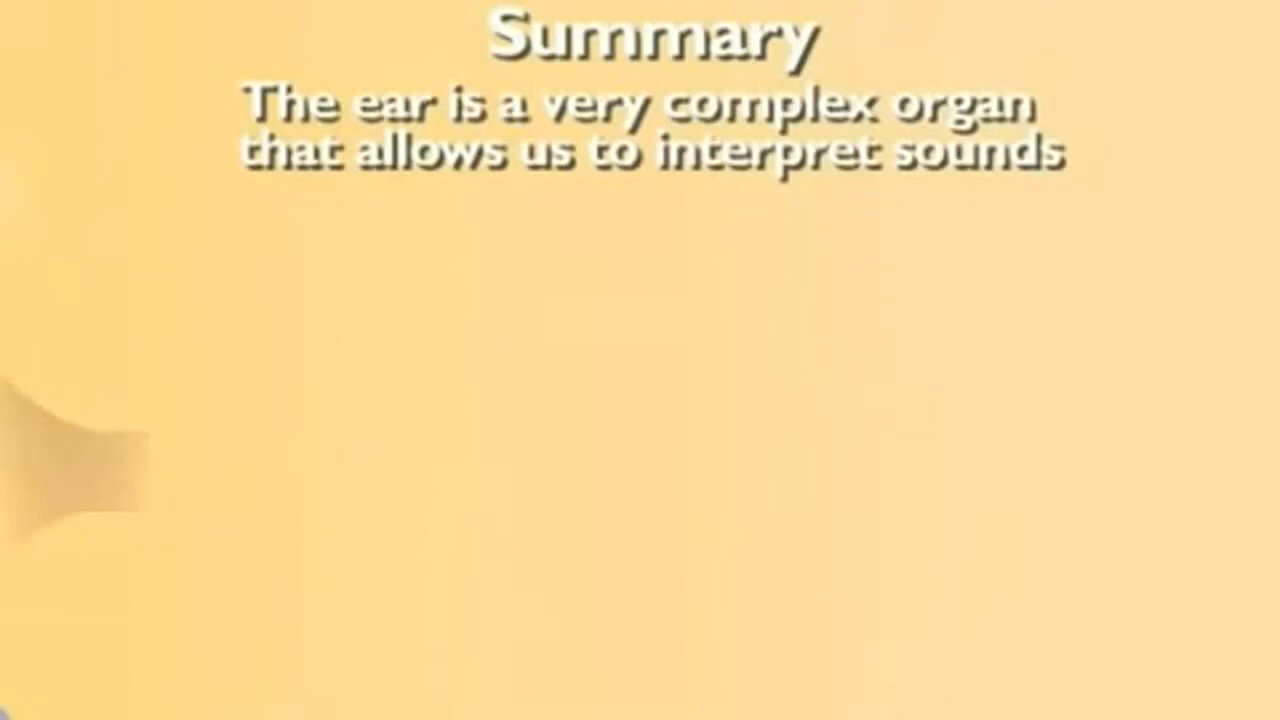 Summary
The ear is a very complex organ
that allows us to interpret sounds